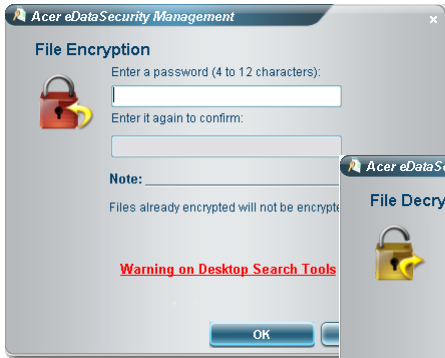 Acer eDataSecurity Management
File Encryption
Enter a password (4 to 12 characters):
Enter it again to confirm:
Note:
Files already encrypted will not be encrypte
Warning on Desktop Search Tools
OK
Acer eDataSe
File Decry